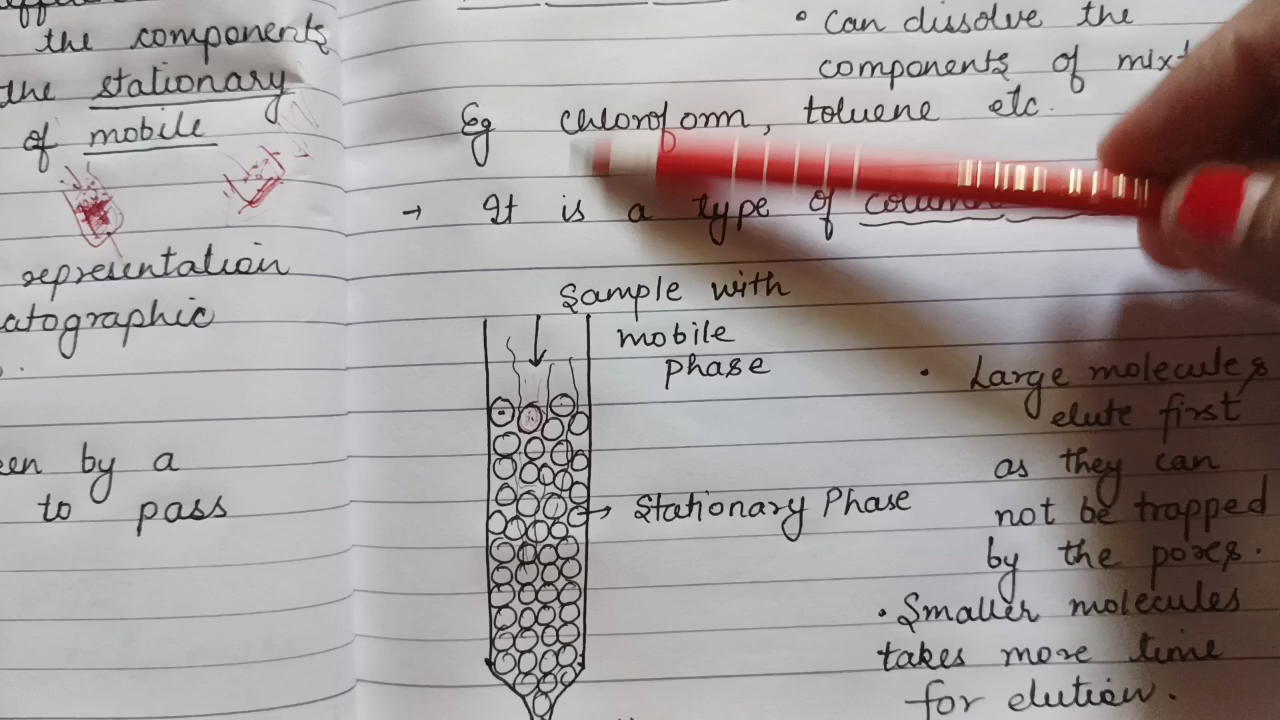 the components
the stationary
of mobile
representation
atographic
een by a
to pass
• Can dissolve the
components of
Eg chloroform, toluene etc.
→ It is a type of
Sample with
mobile
phase
→ Stationary Phase
• Large molecules
elute first
as they can
not be trapped
by the pores.
• Smaller molecules
takes more time
for elution.